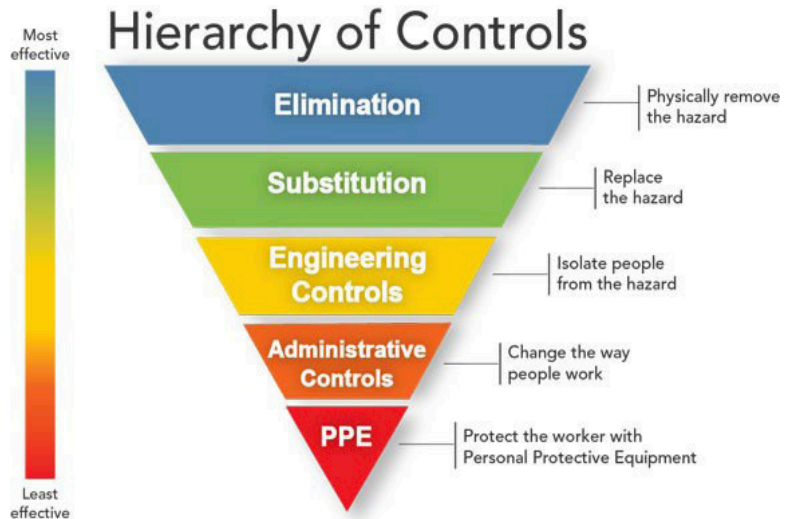 Hierarchy of Controls
Most
effective
Elimination
Physically remove
the hazard
Substitution
Replace
the hazard
Engineering
Controls
Isolate people
from the hazard
Administrative
Controls
Change the way
people work
PPE
Protect the worker with
Personal Protective Equipment
Least
effective